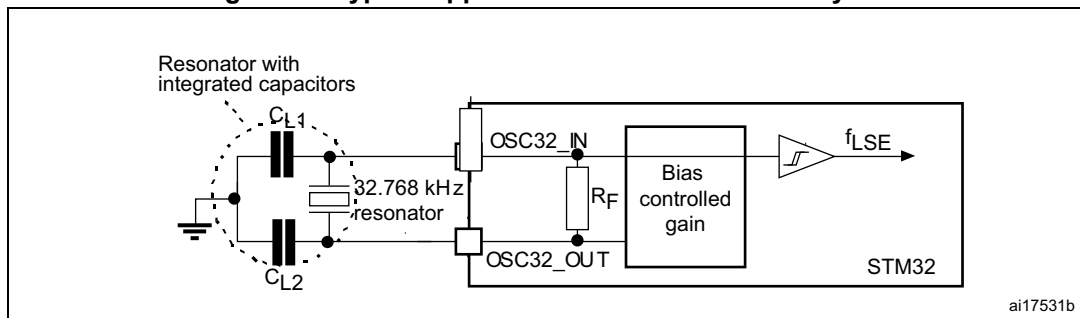 Resonator with
integrated capacitors
CL1
OSC32_IN
fLSE
32.768 kHz
resonator
RF
Bias
controlled
gain
OSC32_OUT
STM32
CL2
ai17531b